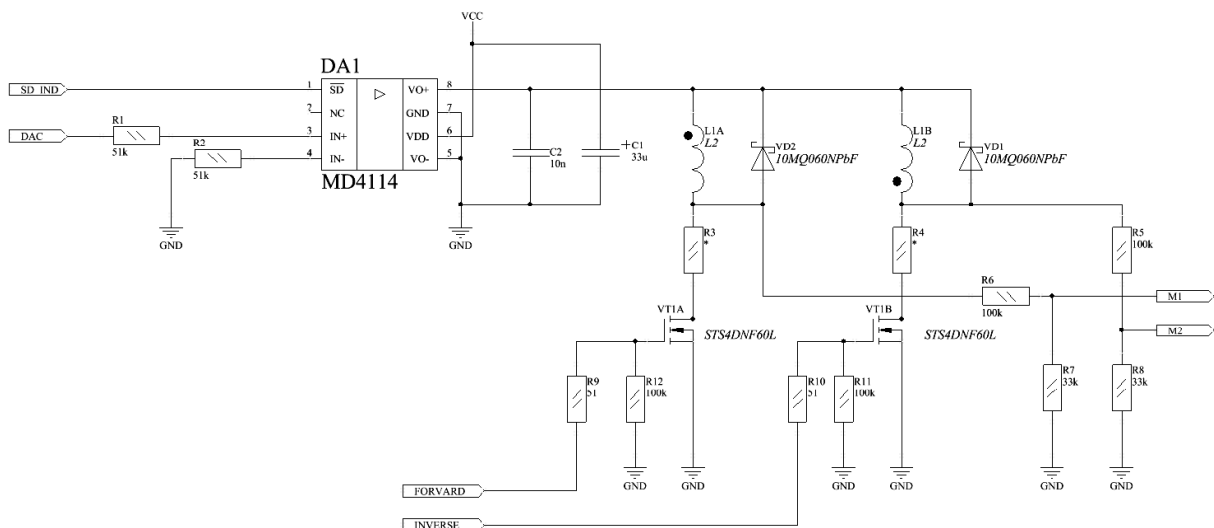 VCC
DA1
SD_IND
1
SD
VO+
8
2
NC
GND
7
DAC
R1
51k
3
IN+
VDD
6
R2
51k
4
IN-
VO-
5
MD4114
GND
GND
C2
10n
C1
33u
L1A
L2
VD2
10MQ060NPbF
L1B
L2
VD1
10MQ060NPbF
R3
*
R4
*
R5
100k
R6
100k
M1
M2
VT1A
STS4DNF60L
VT1B
STS4DNF60L
R9
51
R12
100k
R10
51
R11
100k
R7
33k
R8
33k
GND
GND
GND
GND
GND
GND
FORVARD
INVERSE